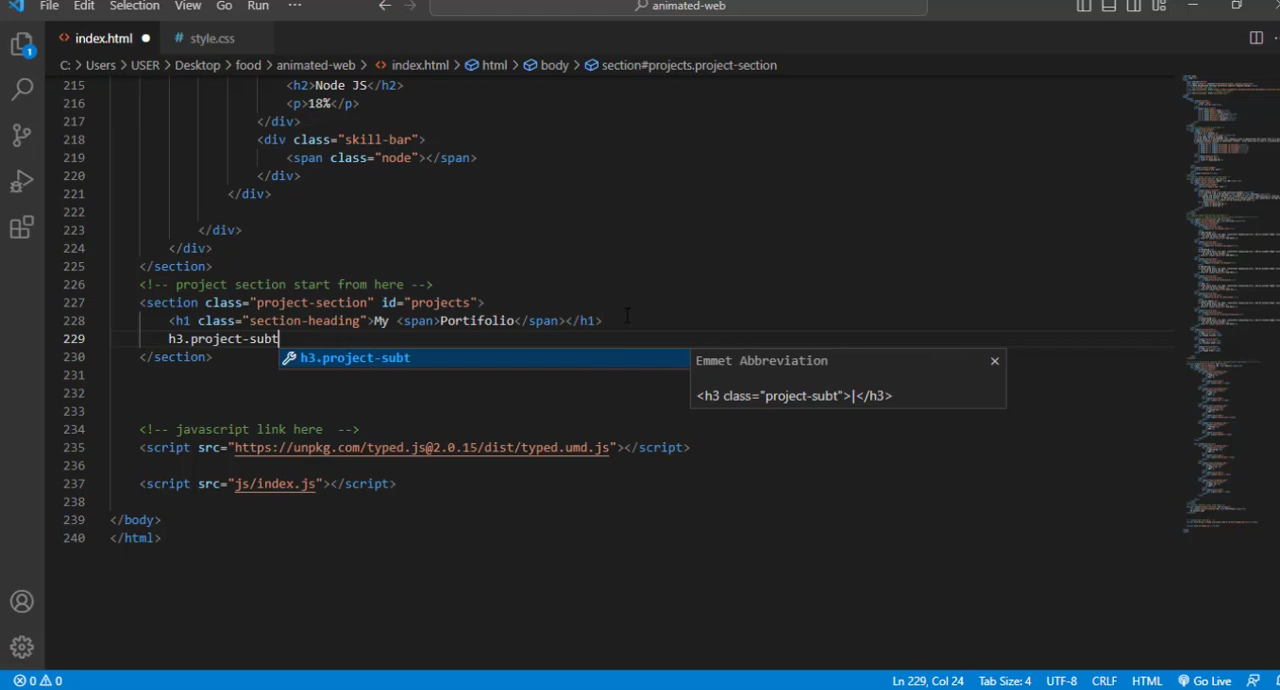 File Edit Selection View Go Run ··· ← → animated-web
<> index.html ● # style.css
C: > Users > USER > Desktop > food > animated-web > <> index.html > html > body > section#projects.project-section
1
215 <h2>Node JS</h2>
216 <p>18%</p>
217 </div>
218 <div class="skill-bar">
219 <span class="node"></span>
220 </div>
221 </div>
222
223 </div>
224 </div>
225 </section>
226 <!-- project section start from here -->
227 <section class="project-section" id="projects">
228 <h1 class="section-heading">My <span>Portifolio</span></h1>
229 h3.project-subt
h3.project-subt
Emmet Abbreviation
<h3 class="project-subt">|</h3>
230 </section>
231
232
233
234 <!-- javascript link here -->
235 <script src="https://unpkg.com/typed.js@2.0.15/dist/typed.umd.js"></script>
236
237 <script src="js/index.js"></script>
238
239 </body>
240 </html>
0 0 Ln 229, Col 24 Tab Size: 4 UTF-8 CRLF HTML Go Live